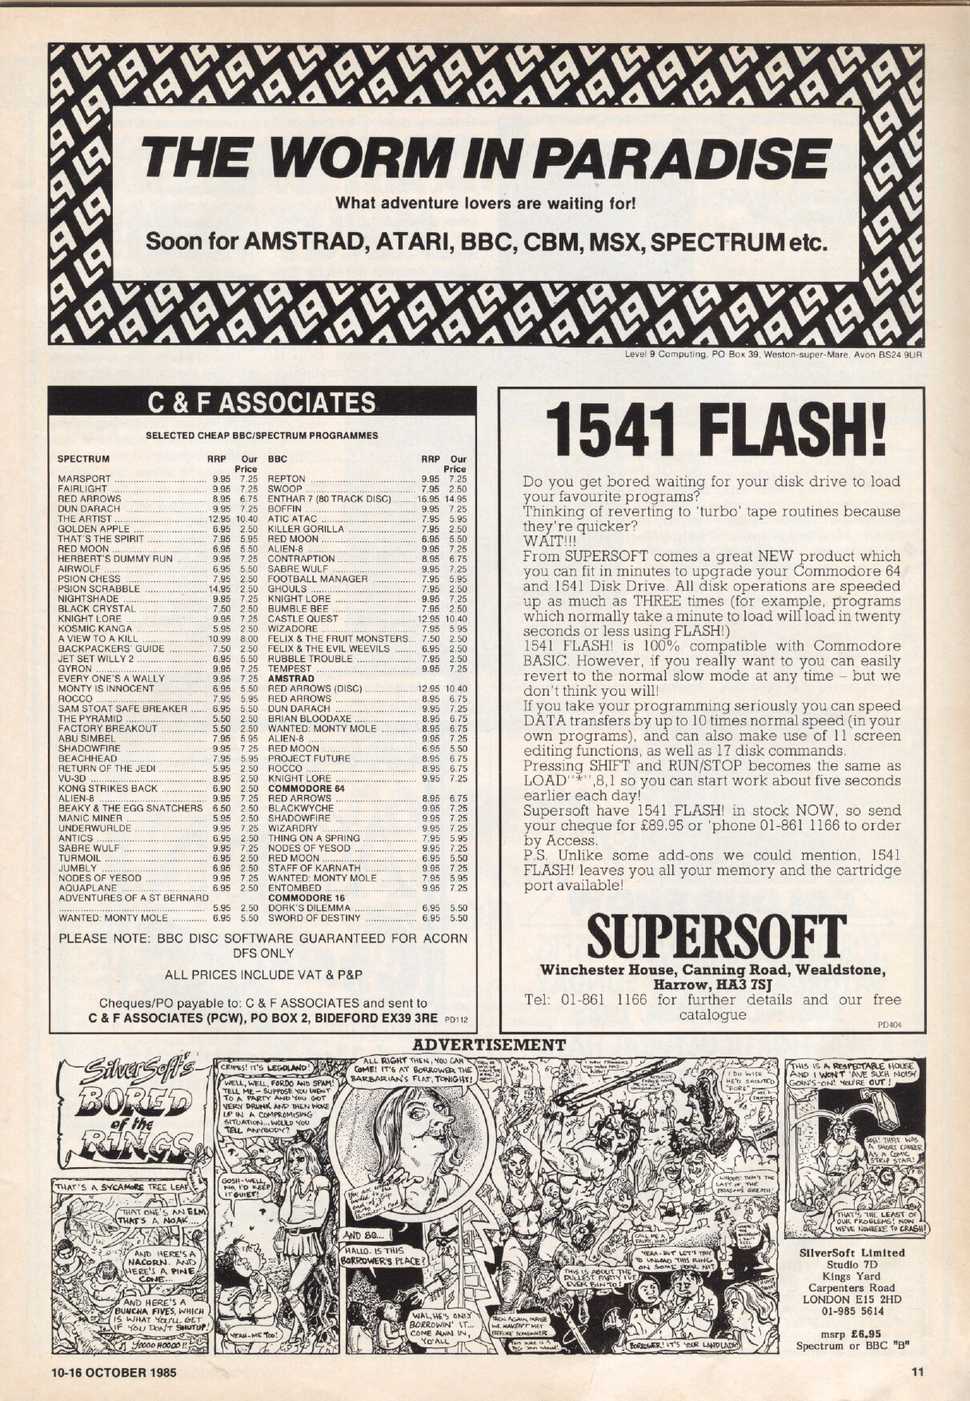 THE WORM IN PARADISE
What adventure lovers are waiting for!
Soon for AMSTRAD, ATARI, BBC, CBM, MSX, SPECTRUM etc.
Level 9 Computing, PO Box 39, Weston-super-Mare, Avon BS24 9UR
C & F ASSOCIATES
SELECTED CHEAP BBC/SPECTRUM PROGRAMMES
SPECTRUM RRP Our Price
MARSPORT 9.95 7.25
FAIRLIGHT 9.95 7.25
RED ARROWS 8.95 6.75
DUN DARACH 9.95 7.25
THE ARTIST 12.95 10.40
GOLDEN APPLE 6.95 2.50
THAT'S THE SPIRIT 7.95 5.95
RED MOON 6.95 5.50
HERBERT'S DUMMY RUN 9.95 7.25
AIRWOLF 6.95 5.50
PSION CHESS 7.95 2.50
PSION SCRABBLE 14.95 2.50
NIGHTSHADE 9.95 7.25
BLACK CRYSTAL 7.50 2.50
KNIGHT LORE 9.95 7.25
KOSMIC KANGA 5.95 2.50
A VIEW TO A KILL 10.99 8.00
BACKPACKERS' GUIDE 7.50 2.50
JET SET WILLY 2 6.95 5.50
GYRON 9.95 7.25
EVERY ONE'S A WALLY 9.95 7.25
MONTY IS INNOCENT 6.95 5.50
ROCCO 7.95 5.95
SAM STOAT SAFE BREAKER 6.95 5.50
THE PYRAMID 5.50 2.50
FACTORY BREAKOUT 5.50 2.50
ABU SIMBEL 7.95 5.95
SHADOWFIRE 9.95 7.25
BEACHHEAD 7.95 5.95
RETURN OF THE JEDI 5.95 2.50
VU-3D 8.95 2.50
KONG STRIKES BACK 6.90 2.50
ALIEN-8 9.95 7.25
BEAKY & THE EGG SNATCHERS 6.50 2.50
MANIC MINER 5.95 2.50
UNDERWURLDE 9.95 7.25
ANTICS 6.95 2.50
SABRE WULF 9.95 7.25
TURMOIL 6.95 2.50
JUMBLY 6.95 2.50
NODES OF YESOD 9.95 7.25
AQUAPLANE 6.95 2.50
ADVENTURES OF A ST BERNARD
5.95 2.50
WANTED: MONTY MOLE 6.95 5.50
BBC RRP Our Price
REPTON 9.95 7.25
SWOOP 7.95 2.50
ENTHAR 7 (80 TRACK DISC) 16.95 14.95
BOFFIN 9.95 7.25
ATIC ATAC 7.95 5.95
KILLER GORILLA 7.95 2.50
RED MOON 6.95 5.50
ALIEN-8 9.95 7.25
CONTRAPTION 8.95 6.75
SABRE WULF 9.95 7.25
FOOTBALL MANAGER 7.95 5.95
GHOULS 7.95 2.50
KNIGHT LORE 9.95 7.25
BUMBLE BEE 7.95 2.50
CASTLE QUEST 12.95 10.40
WIZADORE 7.95 5.95
FELIX & THE FRUIT MONSTERS 7.50 2.50
FELIX & THE EVIL WEEVILS 6.95 2.50
RUBBLE TROUBLE 7.95 2.50
TEMPEST 9.95 7.25
AMSTRAD
RED ARROWS (DISC) 12.95 10.40
RED ARROWS 8.95 6.75
DUN DARACH 9.95 7.25
BRIAN BLOODAXE 8.95 6.75
WANTED: MONTY MOLE 8.95 6.75
ALIEN-8 9.95 7.25
RED MOON 6.95 5.50
PROJECT FUTURE 8.95 6.75
ROCCO 8.95 6.75
KNIGHT LORE 9.95 7.25
COMMODORE 64
RED ARROWS 8.95 6.75
BLACKWYCHE 9.95 7.25
SHADOWFIRE 9.95 7.25
WIZARDRY 9.95 7.25
THING ON A SPRING 7.95 5.95
NODES OF YESOD 9.95 7.25
RED MOON 6.95 5.50
STAFF OF KARNATH 9.95 7.25
WANTED: MONTY MOLE 7.95 5.95
ENTOMBED 9.95 7.25
COMMODORE 16
DORK'S DILEMMA 6.95 5.50
SWORD OF DESTINY 6.95 5.50
PLEASE NOTE: BBC DISC SOFTWARE GUARANTEED FOR ACORN
DFS ONLY
ALL PRICES INCLUDE VAT & P&P
Cheques/PO payable to: C & F ASSOCIATES and sent to
C & F ASSOCIATES (PCW), PO BOX 2, BIDEFORD EX39 3RE PD112
1541 FLASH!
Do you get bored waiting for your disk drive to load
your favourite programs?
Thinking of reverting to 'turbo' tape routines because
they're quicker?
WAIT!!!
From SUPERSOFT comes a great NEW product which
you can fit in minutes to upgrade your Commodore 64
and 1541 Disk Drive. All disk operations are speeded
up as much as THREE times (for example, programs
which normally take a minute to load will load in twenty
seconds or less using FLASH!)
1541 FLASH! is 100% compatible with Commodore
BASIC. However, if you really want to you can easily
revert to the normal slow mode at any time – but we
don't think you will!
If you take your programming seriously you can speed
DATA transfers by up to 10 times normal speed (in your
own programs), and can also make use of 11 screen
editing functions, as well as 17 disk commands.
Pressing SHIFT and RUN/STOP becomes the same as
LOAD"*",8,1 so you can start work about five seconds
earlier each day!
Supersoft have 1541 FLASH! in stock NOW, so send
your cheque for £89.95 or 'phone 01-861 1166 to order
by Access.
P.S. Unlike some add-ons we could mention, 1541
FLASH! leaves you all your memory and the cartridge
port available!
SUPERSOFT
Winchester House, Canning Road, Wealdstone,
Harrow, HA3 7SJ
Tel: 01-861 1166 for further details and our free
catalogue
PD404
ADVERTISEMENT
SilverSoft's
BORED
of the
RINGS
THAT'S A SYCAMORE TREE LEAF
THAT ONE'S AN ELM,
THAT'S A NOAK....
AND HERE'S A
NACORN. AND
HERE'S A PINE
CONE....
AND HERE'S A
BUNCHA FIVES, WHICH
IS WHAT YOU'LL GET
IF YOU DON'T SHUTUP!
CRIPES! IT'S LEGOLAND!
WELL, WELL, FORDO AND SPAM!
TELL ME – SUPPOSE YOU WENT
TO A PARTY AND YOU GOT
VERY DRUNK AND THEN WOKE
UP IN A COMPROMISING
SITUATION... WOULD YOU
TELL ANYBODY?
GOSH–WELL,
NO, I'D KEEP
IT QUIET!
YEAH–ME TOO!
ALL RIGHT THEN, YOU CAN
COME! IT'S AT BORROWER THE
BARBARIAN'S FLAT, TONIGHT!
AND SO...
HALLO. IS THIS
BORROWER'S PLACE?
WAL, HE'S ONLY
BORROWIN' IT...
COME AWN IN,
YO'ALL
THIS IS ABOUT THE
DULLEST PARTY I'VE
EVER BIN TO!
I DO WISH
HE'D SHOUTED
"FORE"
YEAH–BUT LET'S TRY
TO UNLOAD THIS RING
ON SOME POOR NIT
BORROWER! IT'S YOUR LANDLADY!
THIS IS A RESPECTABLE HOUSE
AND I WON'T 'AVE SUCH NOISY
GOIN'S-ON! YOU'RE OUT!
THAT'S THE LEAST OF
OUR PROBLEMS! NOW
WE'VE NOWHERE TO CRASH!
SilverSoft Limited
Studio 7D
Kings Yard
Carpenters Road
LONDON E15 2HD
01-985 5614
msrp £6.95
Spectrum or BBC "B"
10-16 OCTOBER 1985
11